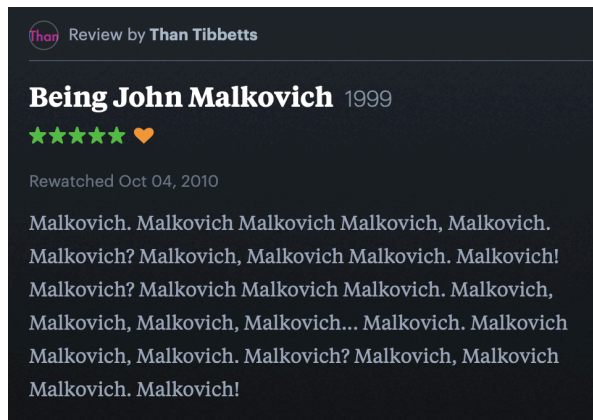 Than Review by Than Tibbetts
Being John Malkovich 1999
Rewatched Oct 04, 2010
Malkovich. Malkovich Malkovich Malkovich, Malkovich.
Malkovich? Malkovich, Malkovich Malkovich. Malkovich!
Malkovich? Malkovich Malkovich Malkovich. Malkovich,
Malkovich, Malkovich, Malkovich... Malkovich. Malkovich
Malkovich, Malkovich. Malkovich? Malkovich, Malkovich
Malkovich. Malkovich!